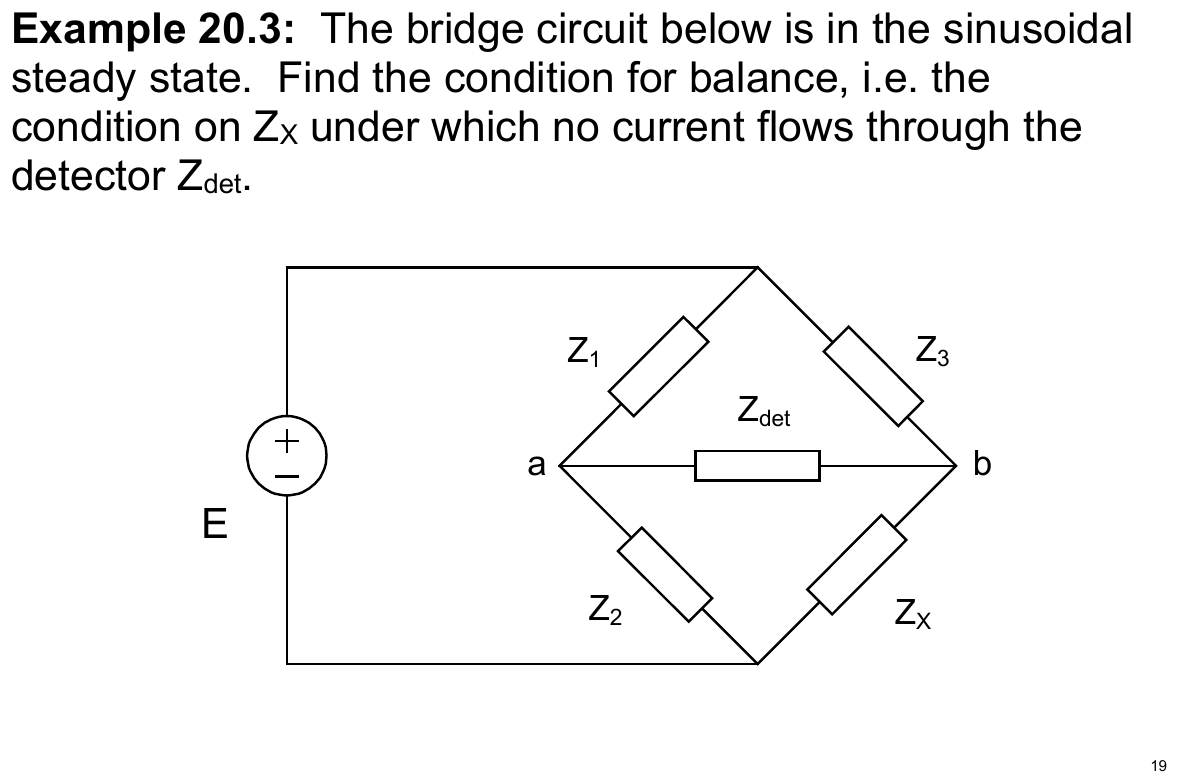 Example 20.3: The bridge circuit below is in the sinusoidal
steady state. Find the condition for balance, i.e. the
condition on ZX under which no current flows through the
detector Zdet.
Z1
Z3
Zdet
+
a
b
−
E
Z2
ZX
19